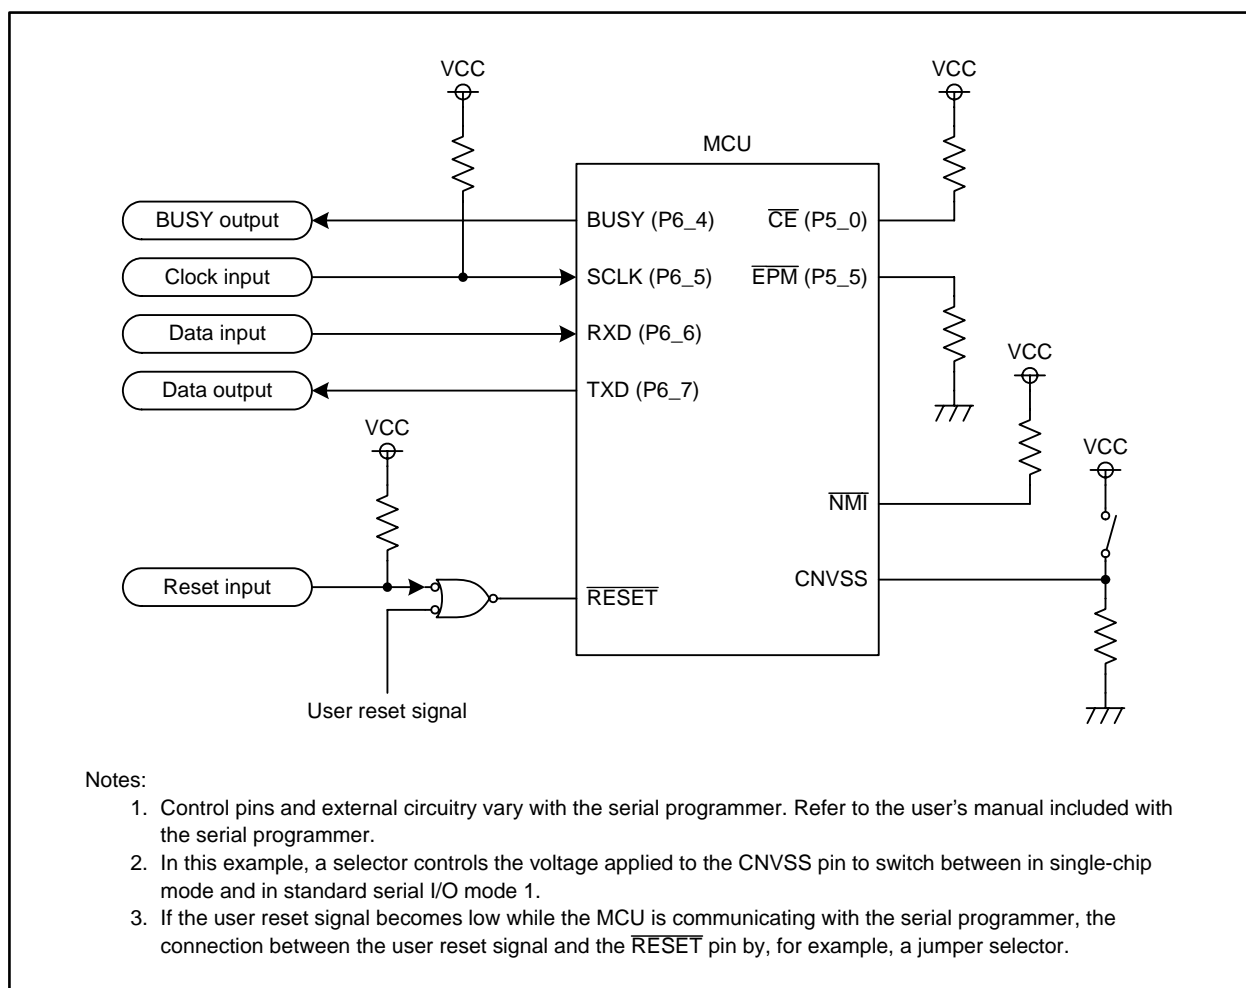 VCC
VCC
MCU
BUSY output
BUSY (P6_4)
CE (P5_0)
Clock input
SCLK (P6_5)
EPM (P5_5)
Data input
RXD (P6_6)
VCC
Data output
TXD (P6_7)
VCC
VCC
NMI
Reset input
CNVSS
RESET
User reset signal
Notes:
1. Control pins and external circuitry vary with the serial programmer. Refer to the user's manual included with
the serial programmer.
2. In this example, a selector controls the voltage applied to the CNVSS pin to switch between in single-chip
mode and in standard serial I/O mode 1.
3. If the user reset signal becomes low while the MCU is communicating with the serial programmer, the
connection between the user reset signal and the RESET pin by, for example, a jumper selector.